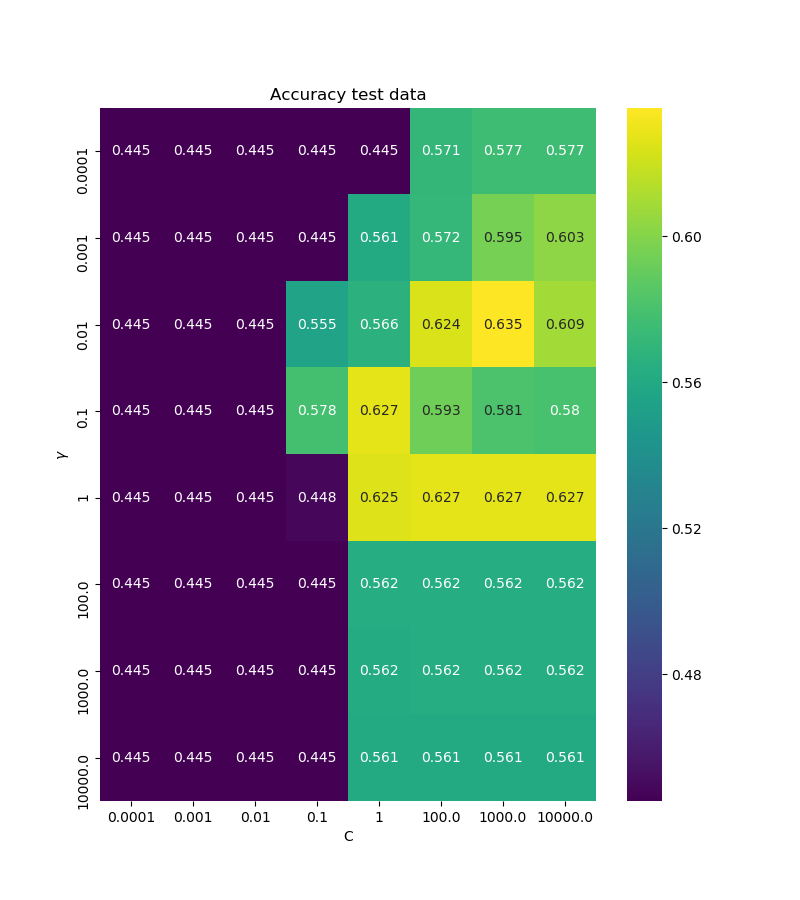 Accuracy test data
0.0001 0.445 0.445 0.445 0.445 0.445 0.571 0.577 0.577
0.001 0.445 0.445 0.445 0.445 0.561 0.572 0.595 0.603 0.60
0.01 0.445 0.445 0.445 0.555 0.566 0.624 0.635 0.609
0.56
0.1 0.445 0.445 0.445 0.578 0.627 0.593 0.581 0.58
γ
1 0.445 0.445 0.445 0.448 0.625 0.627 0.627 0.627
0.52
100.0 0.445 0.445 0.445 0.445 0.562 0.562 0.562 0.562
1000.0 0.445 0.445 0.445 0.445 0.562 0.562 0.562 0.562 0.48
10000.0 0.445 0.445 0.445 0.445 0.561 0.561 0.561 0.561
0.0001 0.001 0.01 0.1 1 100.0 1000.0 10000.0
C